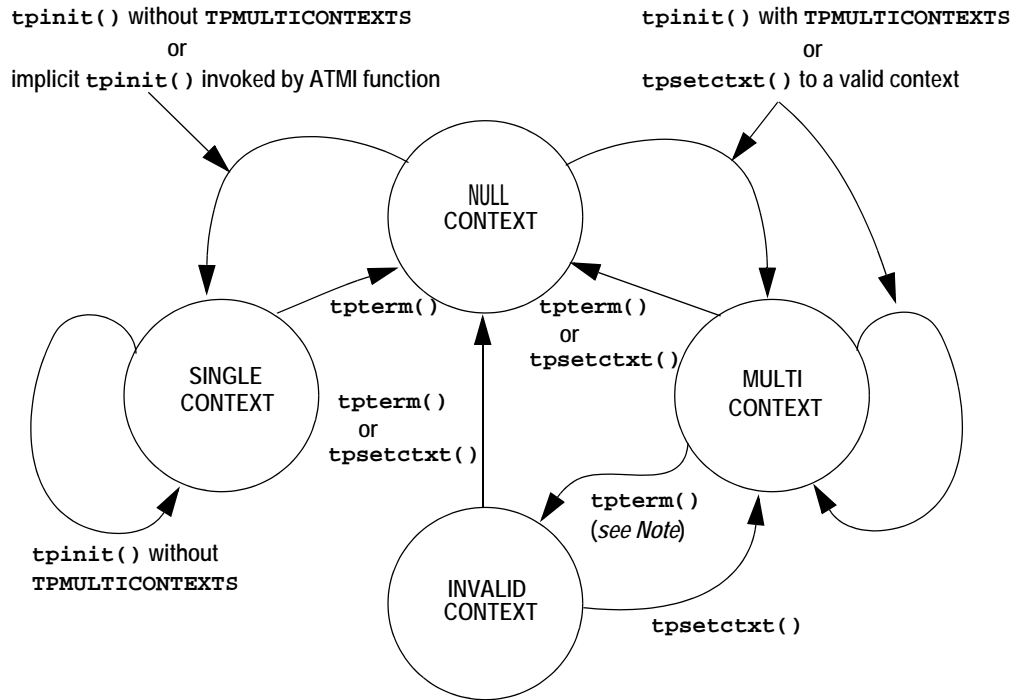 tpinit() without TPMULTICONTEXTS
or
implicit tpinit() invoked by ATMI function
tpinit() with TPMULTICONTEXTS
or
tpsetctxt() to a valid context
NULL
CONTEXT
tpterm()
tpterm()
or
tpsetctxt()
SINGLE
CONTEXT
MULTI
CONTEXT
tpterm()
or
tpsetctxt()
tpterm()
(see Note)
tpinit() without
TPMULTICONTEXTS
INVALID
CONTEXT
tpsetctxt()